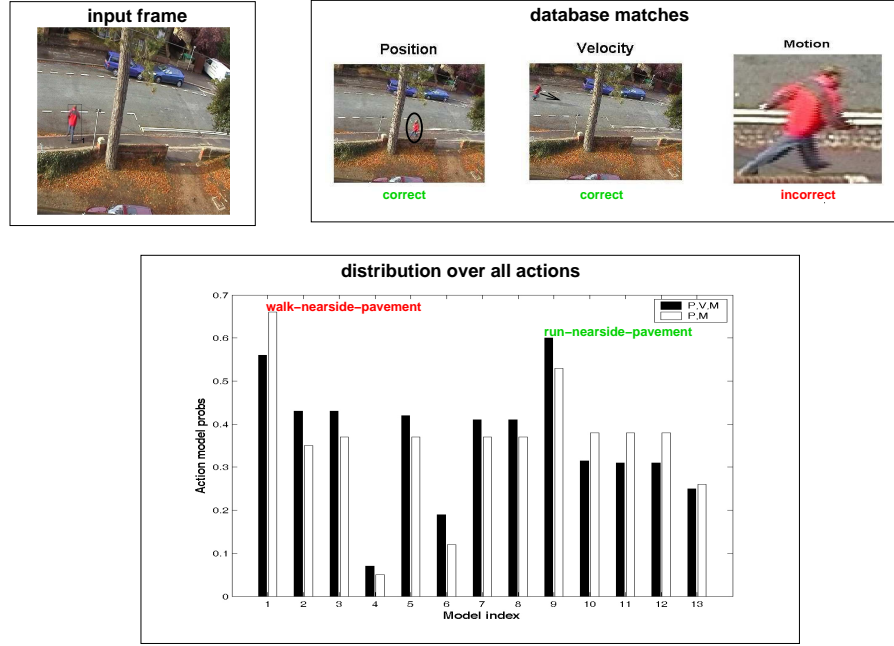 input frame
database matches
Position
Velocity
Motion
correct
correct
incorrect
distribution over all actions
0.7
0.6
0.5
0.4
0.3
0.2
0.1
0
Action model probs
walk−nearside−pavement
run−nearside−pavement
P,V,M
P,M
1 2 3 4 5 6 7 8 9 10 11 12 13
Model index